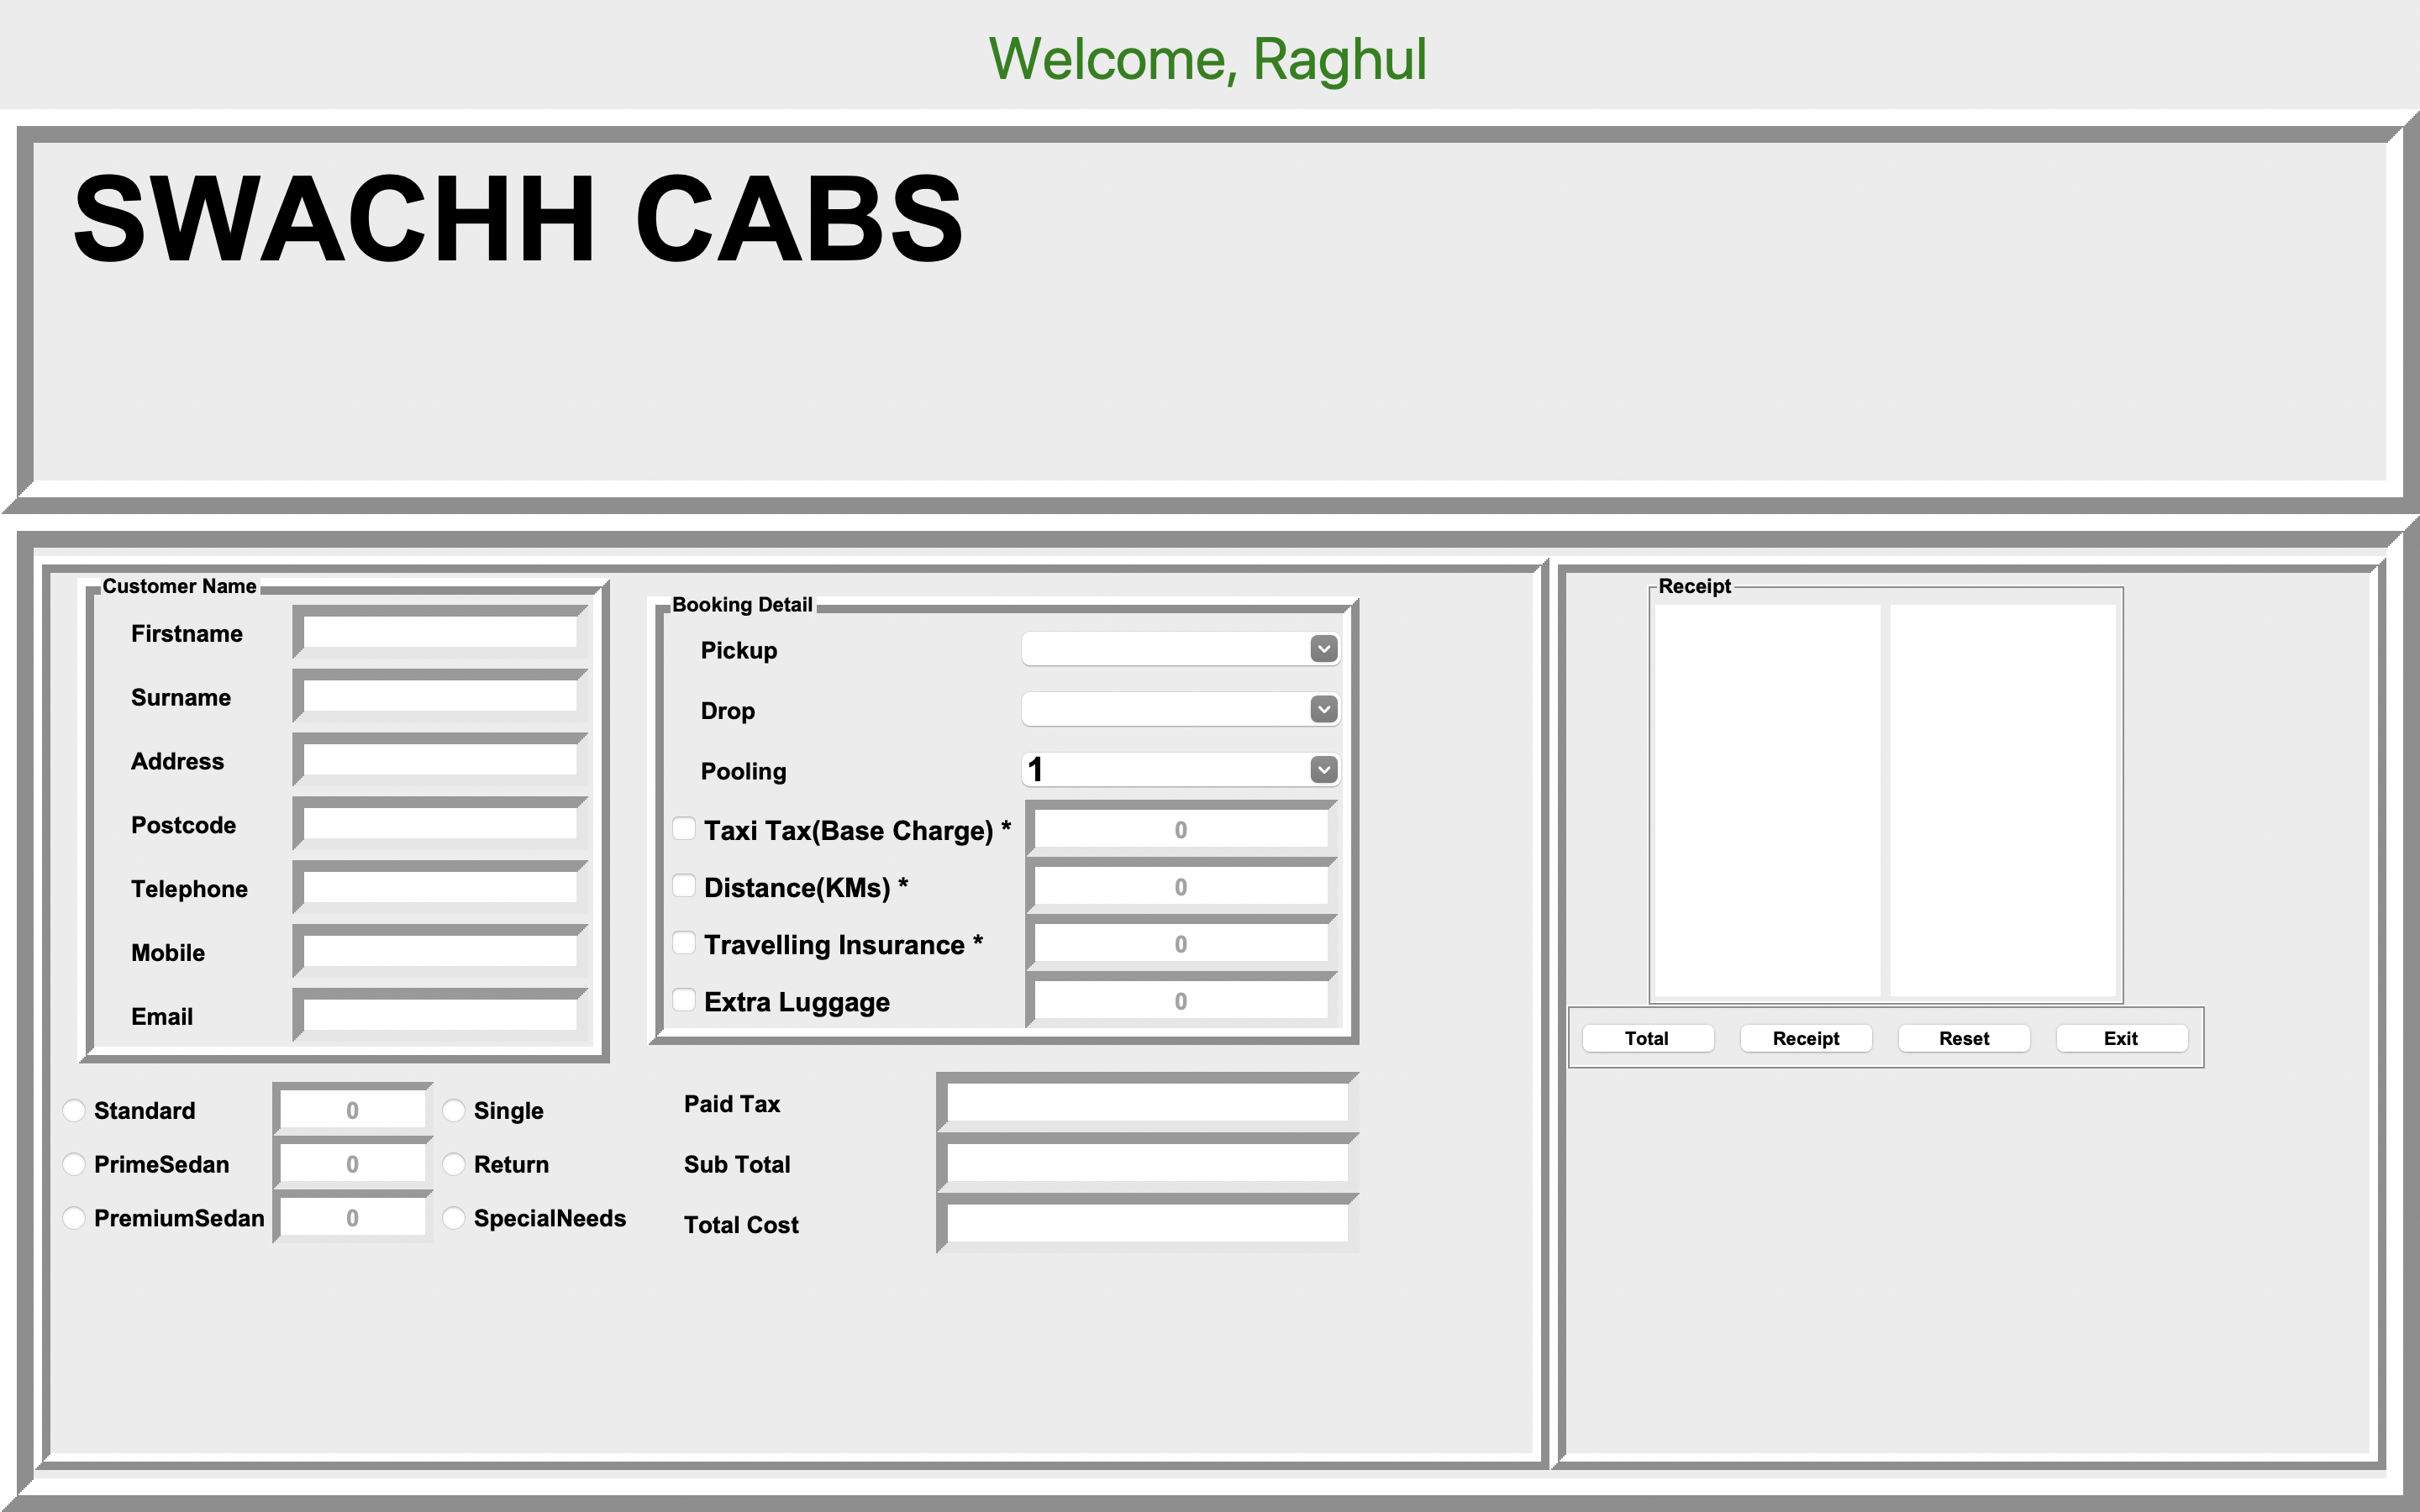 Welcome, Raghul
SWACHH CABS
Customer Name
Firstname
Surname
Address
Postcode
Telephone
Mobile
Email
Booking Detail
Pickup
Drop
Pooling 1
Taxi Tax(Base Charge) * 0
Distance(KMs) * 0
Travelling Insurance * 0
Extra Luggage 0
Receipt
Total Receipt Reset Exit
Standard 0 Single
PrimeSedan 0 Return
PremiumSedan 0 SpecialNeeds
Paid Tax
Sub Total
Total Cost